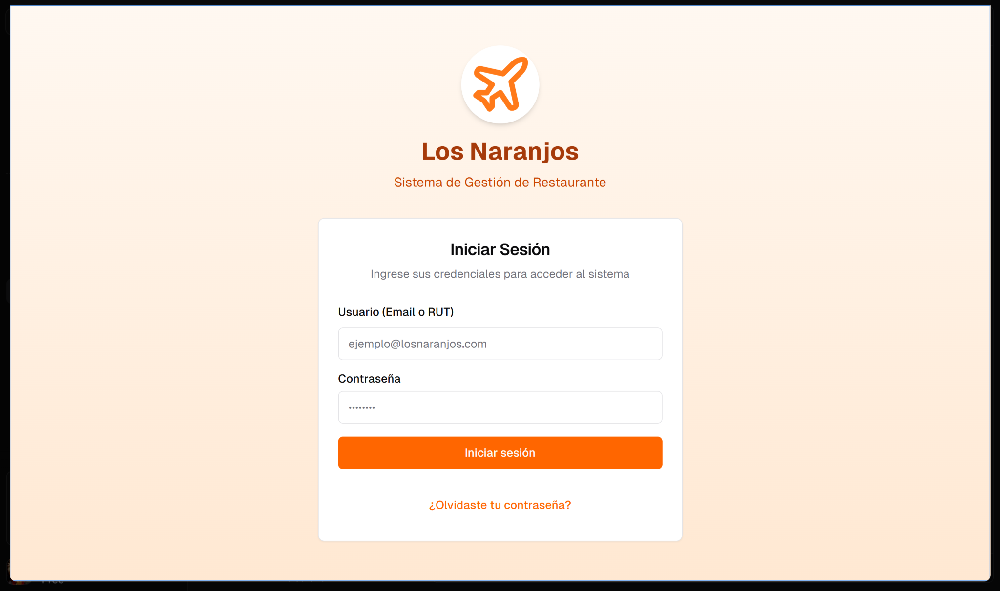 Los Naranjos
Sistema de Gestión de Restaurante
Iniciar Sesión
Ingrese sus credenciales para acceder al sistema
Usuario (Email o RUT)
ejemplo@losnaranjos.com
Contraseña
••••••••
Iniciar sesión
¿Olvidaste tu contraseña?